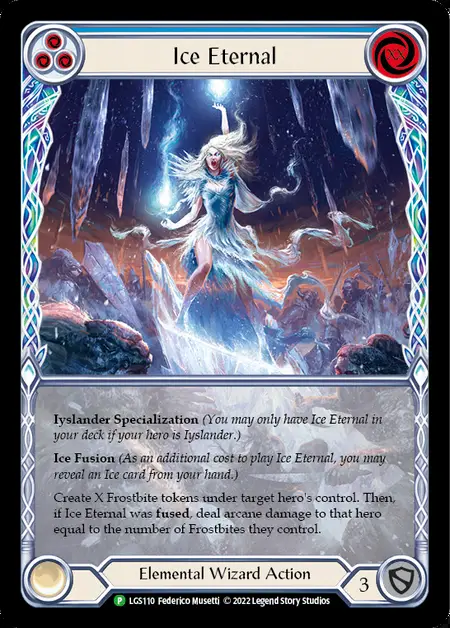 Ice Eternal
XX
Iyslander Specialization (You may only have Ice Eternal in
your deck if your hero is Iyslander.)
Ice Fusion (As an additional cost to play Ice Eternal, you may
reveal an Ice card from your hand.)
Create X Frostbite tokens under target hero's control. Then,
if Ice Eternal was fused, deal arcane damage to that hero
equal to the number of Frostbites they control.
Elemental Wizard Action
3
P LGS110 Federico Musetti © 2022 Legend Story Studios